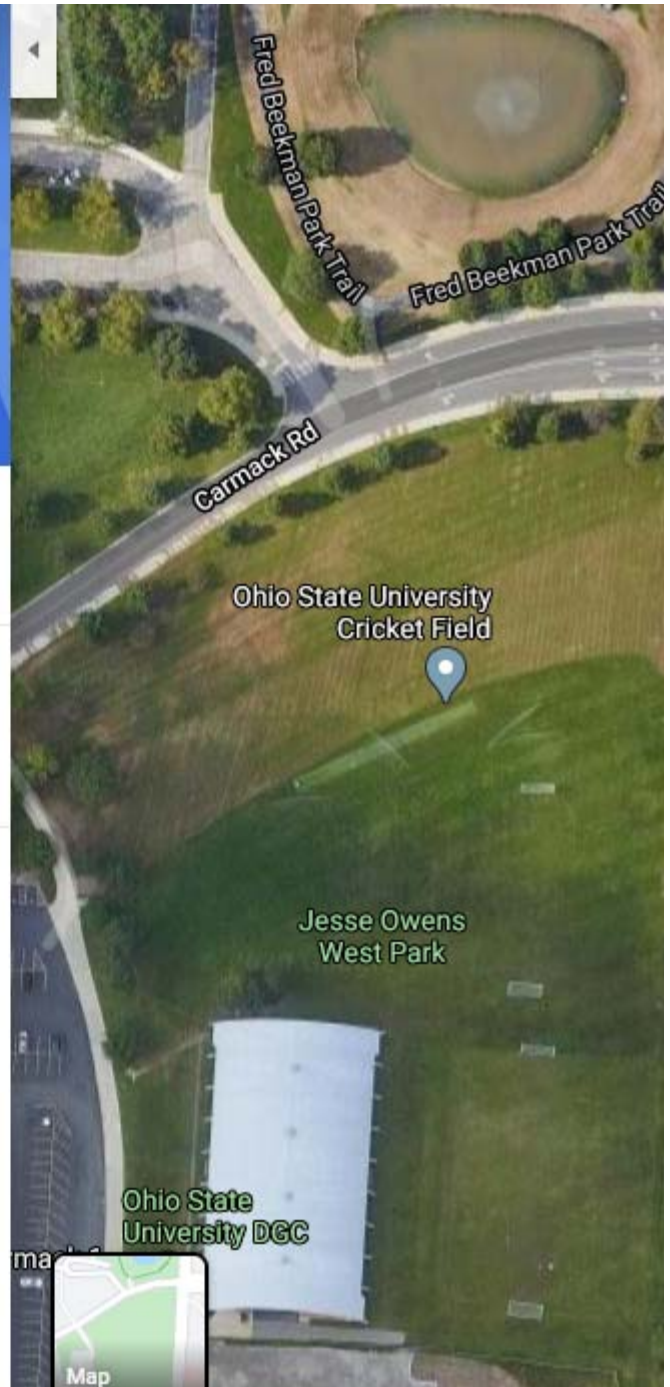 Fred Beekman Park Trail
Fred Beekman Park Trail
Carmack Rd
Ohio State University
Cricket Field
Jesse Owens
West Park
Ohio State
University DGC
Map